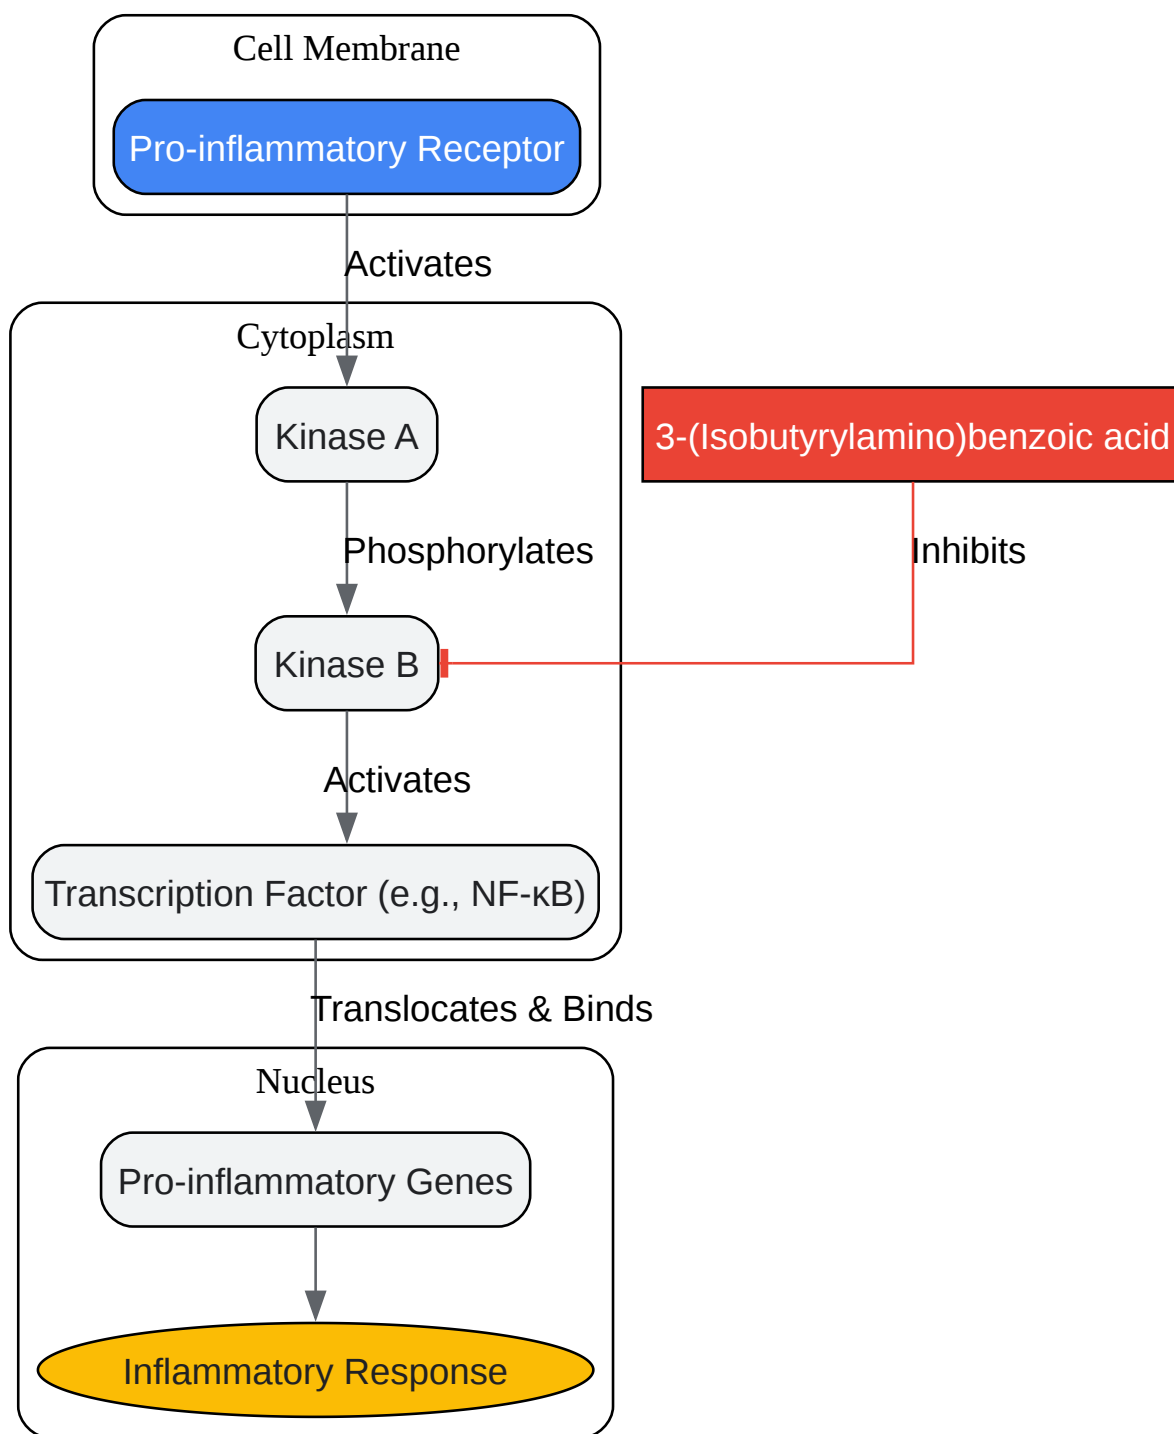 Cell Membrane
Pro-inflammatory Receptor
Activates
Cytoplasm
Kinase A
3-(Isobutyrylamino)benzoic acid
Phosphorylates
Inhibits
Kinase B
Activates
Transcription Factor (e.g., NF-κB)
Translocates & Binds
Nucleus
Pro-inflammatory Genes
Inflammatory Response